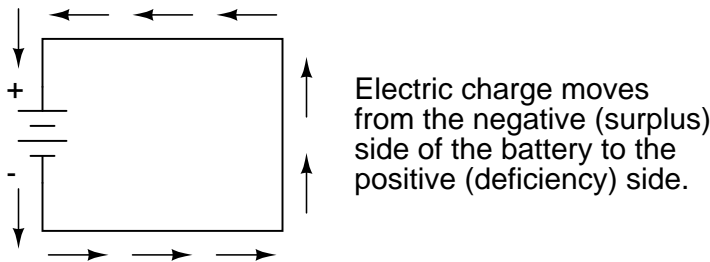 +
-
Electric charge moves
from the negative (surplus)
side of the battery to the
positive (deficiency) side.